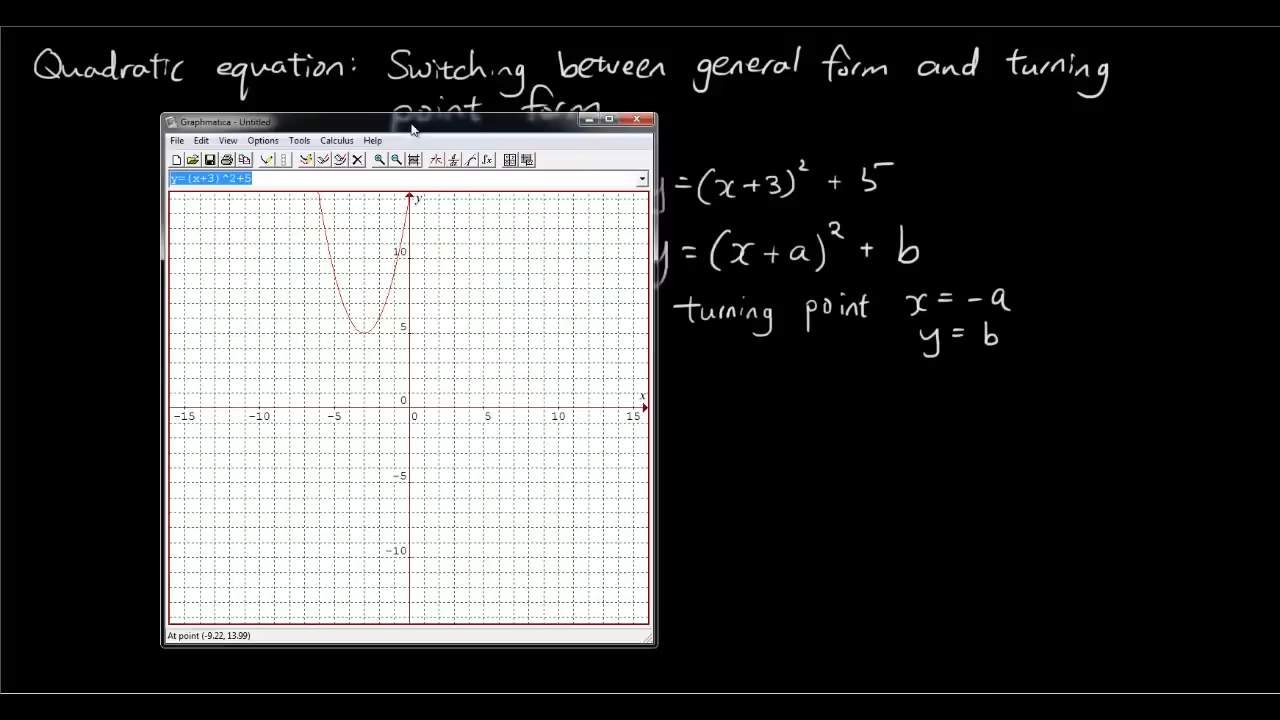 Quadratic equation: Switching between general form and turning
point form
Graphmatica - Untitled
File Edit View Options Tools Calculus Help
y=(x+3)^2+5
y
10
5
0
x
-15 -10 -5 0 5 10 15
-5
-10
At point (-9.22, 13.99)
y = (x+3)² + 5
y = (x+a)² + b
turning point x = -a
y = b